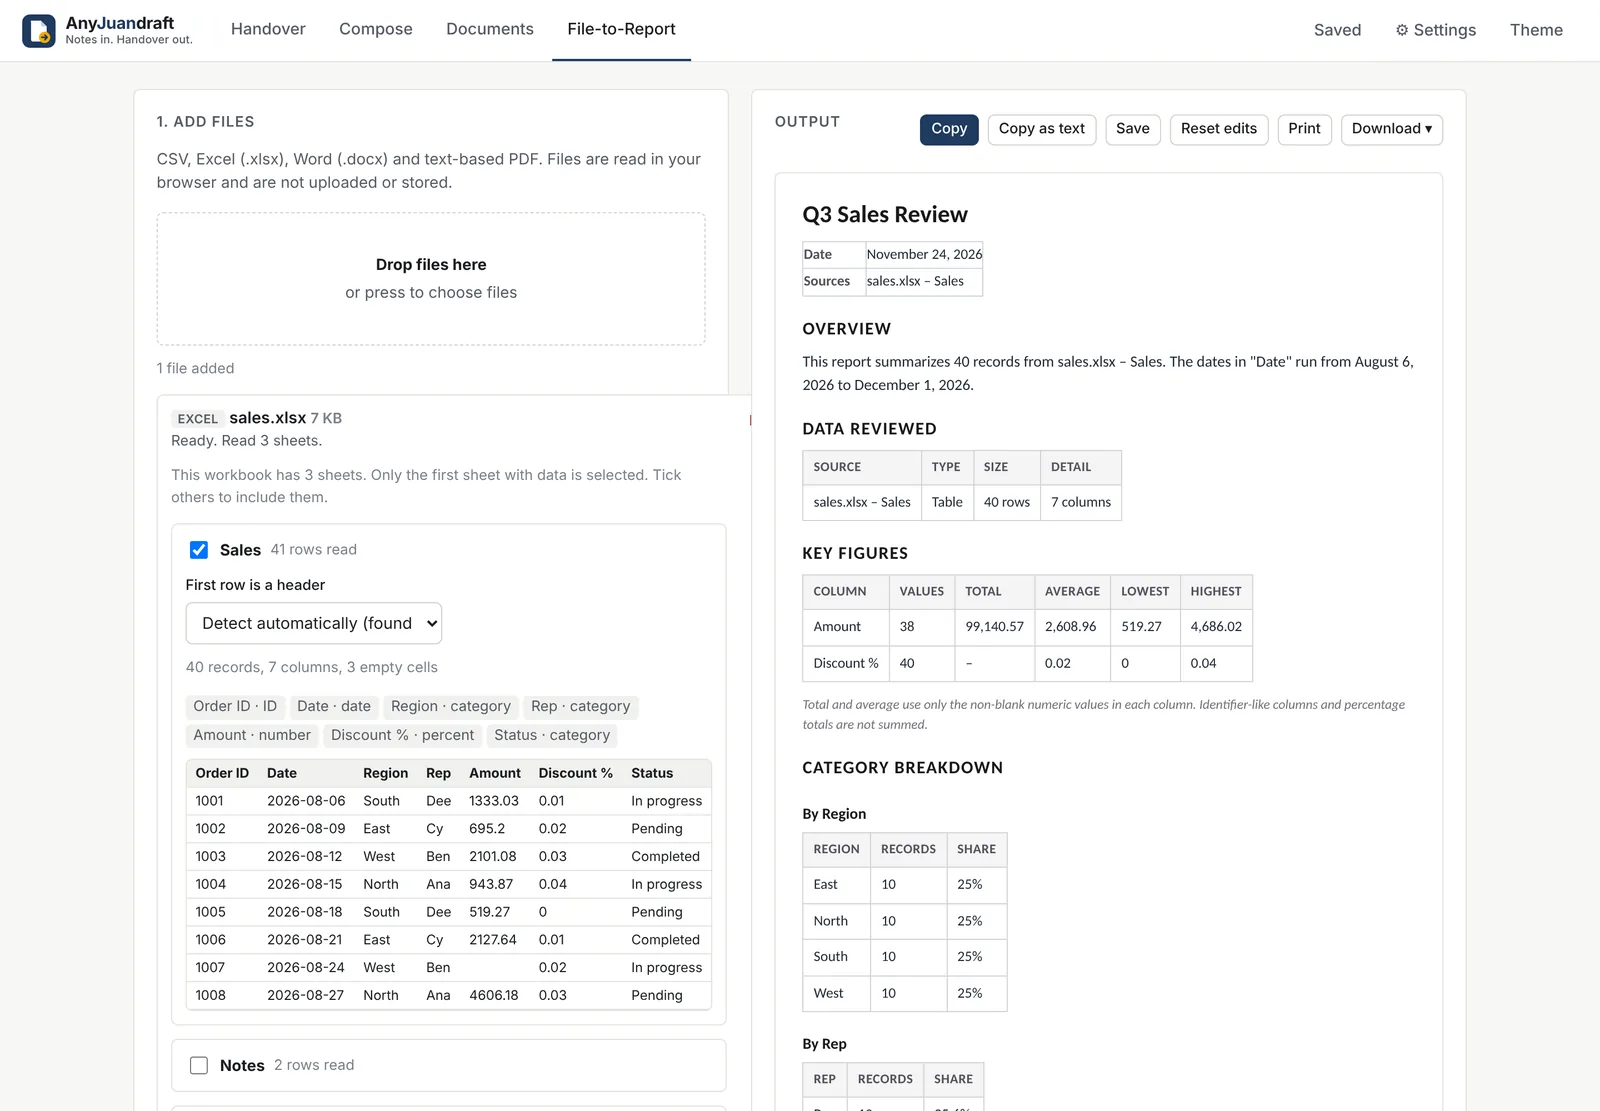 AnyJuandraft
Notes in. Handover out.
Handover
Compose
Documents
File-to-Report
Saved
⚙ Settings
Theme
1. ADD FILES
CSV, Excel (.xlsx), Word (.docx) and text-based PDF. Files are read in your
browser and are not uploaded or stored.
Drop files here
or press to choose files
1 file added
EXCEL sales.xlsx 7 KB
Ready. Read 3 sheets.
This workbook has 3 sheets. Only the first sheet with data is selected. Tick
others to include them.
Sales 41 rows read
First row is a header
Detect automatically (found
40 records, 7 columns, 3 empty cells
Order ID · ID Date · date Region · category Rep · category
Amount · number Discount % · percent Status · category
Order ID Date Region Rep Amount Discount % Status
1001 2026-08-06 South Dee 1333.03 0.01 In progress
1002 2026-08-09 East Cy 695.2 0.02 Pending
1003 2026-08-12 West Ben 2101.08 0.03 Completed
1004 2026-08-15 North Ana 943.87 0.04 In progress
1005 2026-08-18 South Dee 519.27 0 Pending
1006 2026-08-21 East Cy 2127.64 0.01 Completed
1007 2026-08-24 West Ben 0.02 In progress
1008 2026-08-27 North Ana 4606.18 0.03 Pending
Notes 2 rows read
OUTPUT
Copy
Copy as text
Save
Reset edits
Print
Download ▾
Q3 Sales Review
Date November 24, 2026
Sources sales.xlsx – Sales
OVERVIEW
This report summarizes 40 records from sales.xlsx – Sales. The dates in "Date" run from August 6,
2026 to December 1, 2026.
DATA REVIEWED
SOURCE TYPE SIZE DETAIL
sales.xlsx – Sales Table 40 rows 7 columns
KEY FIGURES
COLUMN VALUES TOTAL AVERAGE LOWEST HIGHEST
Amount 38 99,140.57 2,608.96 519.27 4,686.02
Discount % 40 – 0.02 0 0.04
Total and average use only the non-blank numeric values in each column. Identifier-like columns and percentage
totals are not summed.
CATEGORY BREAKDOWN
By Region
REGION RECORDS SHARE
East 10 25%
North 10 25%
South 10 25%
West 10 25%
By Rep
REP RECORDS SHARE